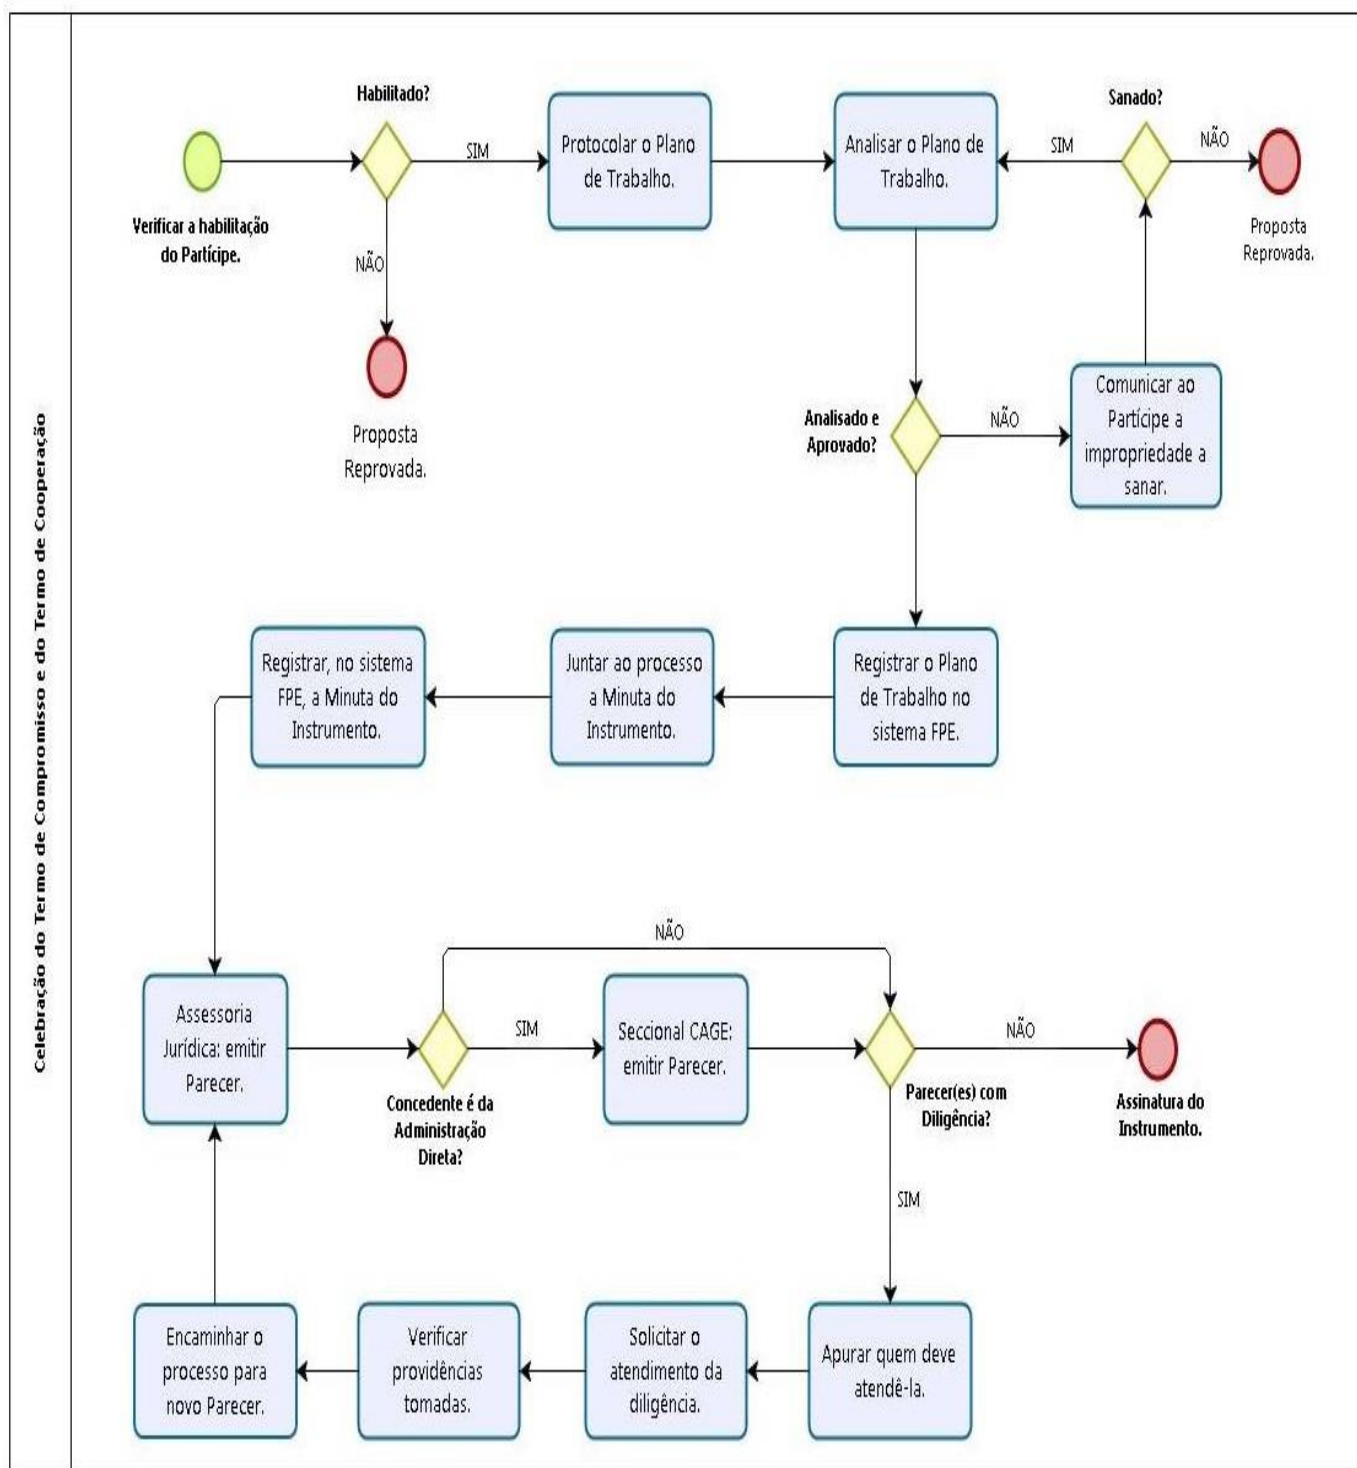 Celebração do Termo de Compromisso e do Termo de Cooperação
Verificar a habilitação
do Partícipe.
Habilitado?
SIM
NÃO
Proposta
Reprovada.
Protocolar o Plano
de Trabalho.
Analisar o Plano de
Trabalho.
Sanado?
SIM
NÃO
Proposta
Reprovada.
Analisado e
Aprovado?
NÃO
Comunicar ao
Partícipe a
impropriedade a
sanar.
Registrar o Plano
de Trabalho no
sistema FPE.
Juntar ao processo
a Minuta do
Instrumento.
Registrar, no sistema
FPE, a Minuta do
Instrumento.
Assessoria
Jurídica: emitir
Parecer.
Concedente é da
Administração
Direta?
NÃO
SIM
Seccional CAGE:
emitir Parecer.
Parecer(es) com
Diligência?
NÃO
Assinatura do
Instrumento.
SIM
Apurar quem deve
atendê-la.
Solicitar o
atendimento da
diligência.
Verificar
providências
tomadas.
Encaminhar o
processo para
novo Parecer.